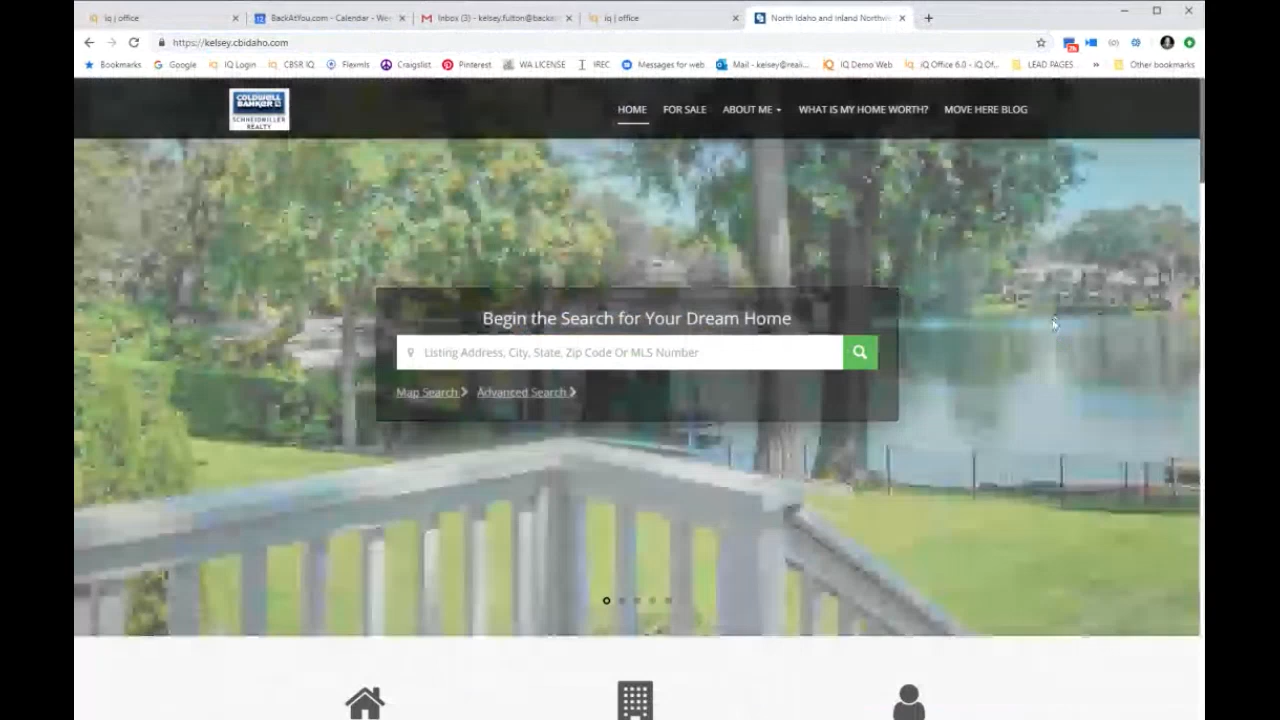 iq j office
BackAtYou.com - Calendar - We
Inbox (3) - kelsey.fulton@backa
iq j office
North Idaho and Inland Northw
https://kelsey.cbidaho.com
Bookmarks
Google
IQ Login
CBSR IQ
Flexmls
Craigslist
Pinterest
WA LICENSE
IREC
Messages for web
Mail - kelsey@reali...
IQ Demo Web
IQ Office 6.0 - IQ Of...
LEAD PAGES
»
Other bookmarks
COLDWELL
BANKER
SCHNEIDMILLER
REALTY
HOME
FOR SALE
ABOUT ME
WHAT IS MY HOME WORTH?
MOVE HERE BLOG
Begin the Search for Your Dream Home
Listing Address, City, State, Zip Code Or MLS Number
Map Search
Advanced Search